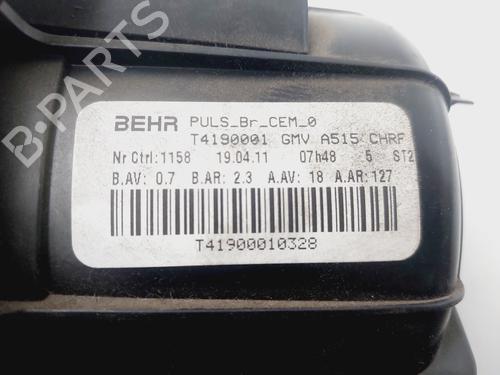 BEHR PULS_Br_CEM_0
T4190001 GMV A515 CHRF
Nr Ctrl:1158 19.04.11 07h48 6 ST2
B.AV: 0.7 B.AR: 2.3 A.AV: 18 A.AR:127
T41900010328
B-PARTS